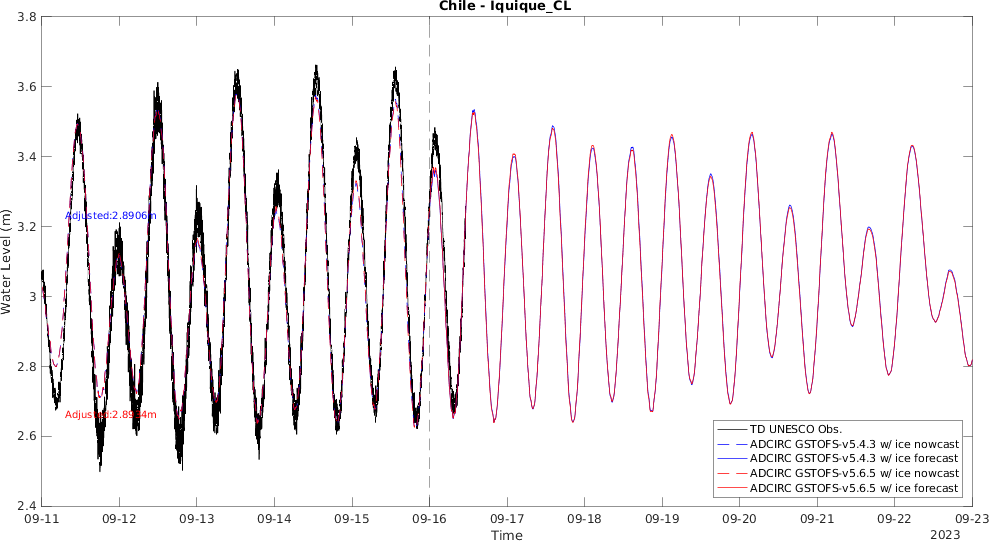 Chile - Iquique_CL
3.8
3.6
3.4
3.2
3
2.8
2.6
2.4
Water Level (m)
Adjusted:2.8906m
TD UNESCO Obs.
ADCIRC GSTOFS-v5.4.3 w/ ice nowcast
ADCIRC GSTOFS-v5.4.3 w/ ice forecast
ADCIRC GSTOFS-v5.6.5 w/ ice nowcast
ADCIRC GSTOFS-v5.6.5 w/ ice forecast
09-11 09-12 09-13 09-14 09-15 09-16 09-17 09-18 09-19 09-20 09-21 09-22 09-23
Time
2023